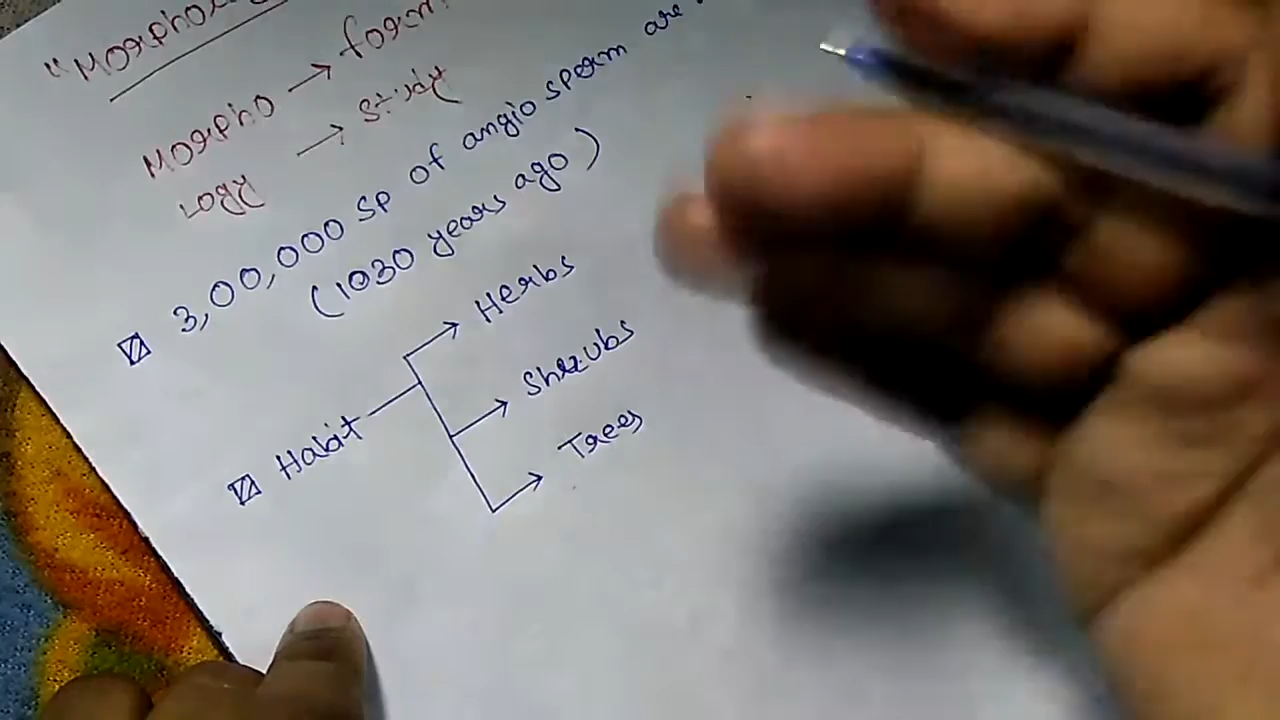 Morpho → form
Logy → study
3,00,000 sp of angio sperm are
(1030 years ago)
Habit → Herbs
→ Shrubs
→ Trees